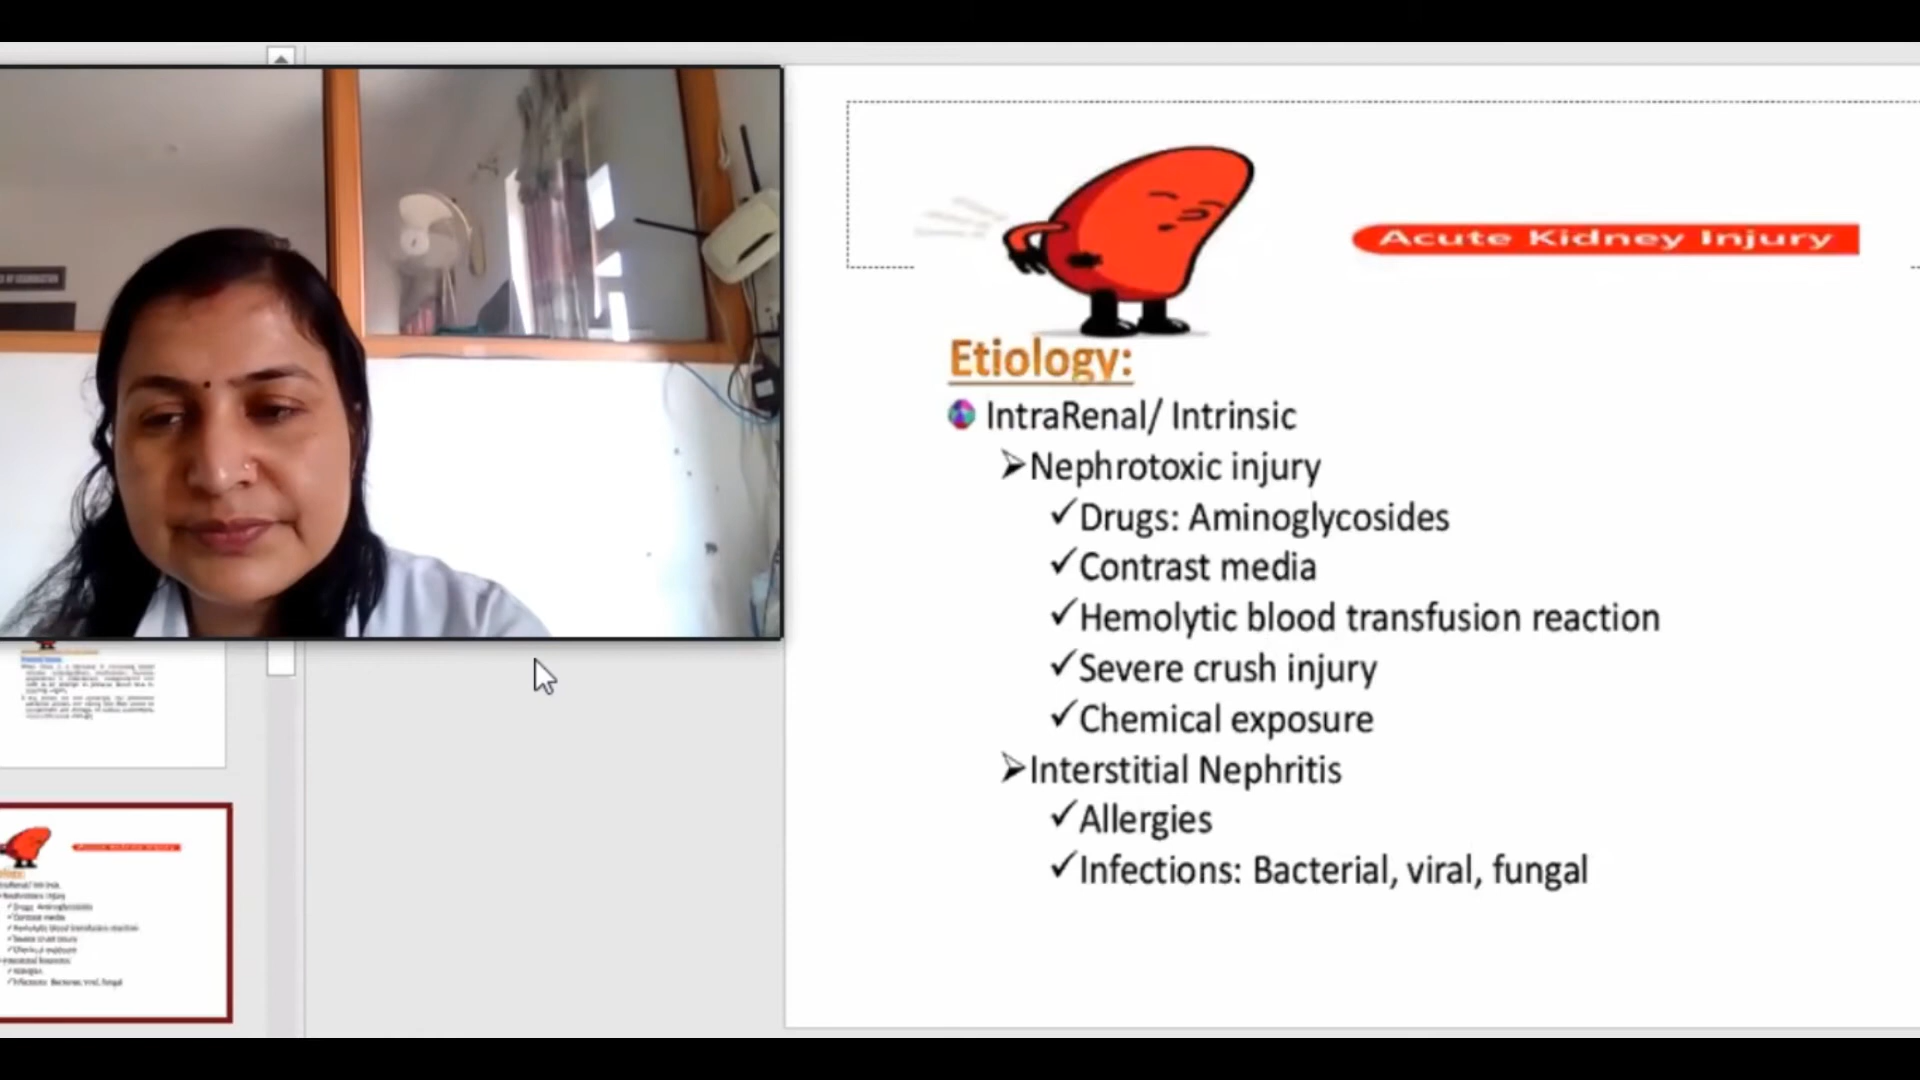 Acute Kidney Injury
Etiology:
IntraRenal/ Intrinsic
Nephrotoxic injury
Drugs: Aminoglycosides
Contrast media
Hemolytic blood transfusion reaction
Severe crush injury
Chemical exposure
Interstitial Nephritis
Allergies
Infections: Bacterial, viral, fungal